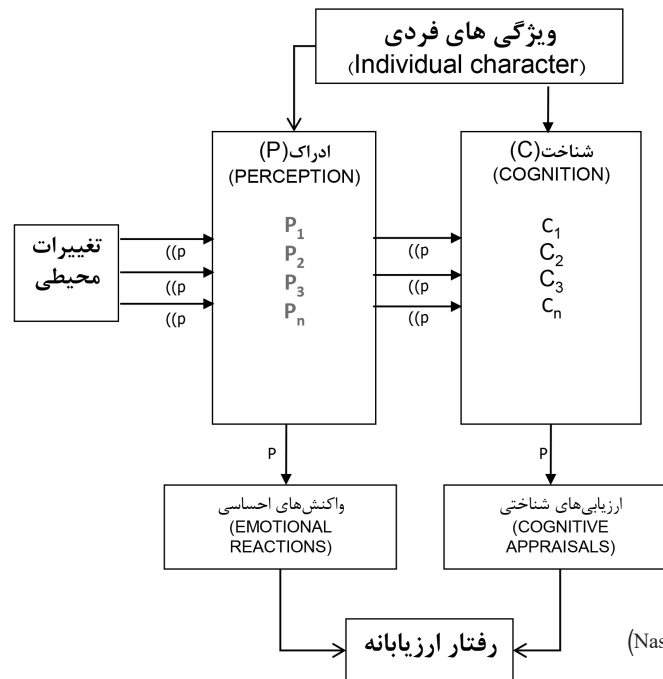 ویژگی های فردی
(Individual character)
ادراک(P)
(PERCEPTION)
شناخت(C)
(COGNITION)
تغییرات
محیطی
((p
((p
((p
P1
P2
P3
Pn
((p
((p
((p
C1
C2
C3
Cn
P
P
واکنش‌های احساسی
(EMOTIONAL
REACTIONS)
ارزیابی‌های شناختی
(COGNITIVE
APPRAISALS)
رفتار ارزیابانه
(Nas